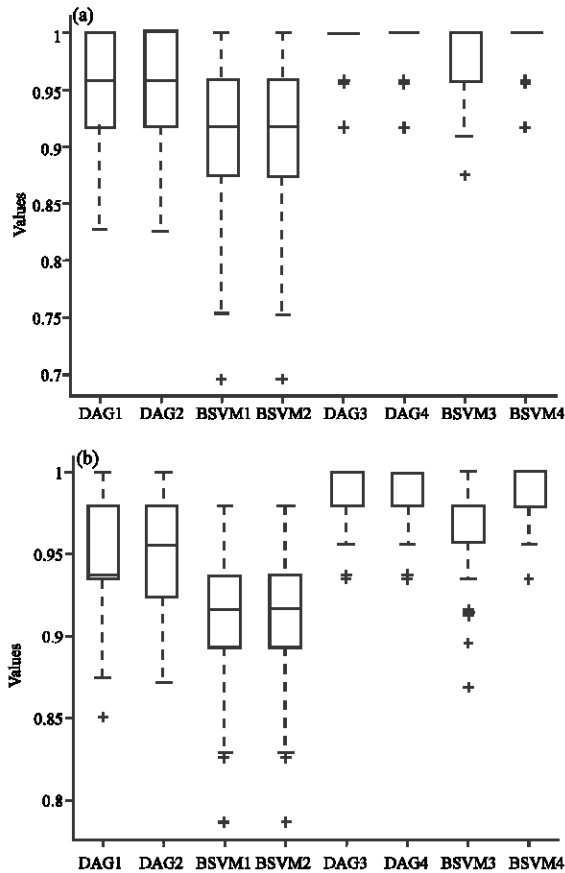 (a)
1
0.95
0.9
0.85
0.8
0.75
0.7
Values
DAG1 DAG2 BSVM1 BSVM2 DAG3 DAG4 BSVM3 BSVM4
(b)
1
0.95
0.9
0.85
0.8
Values
DAG1 DAG2 BSVM1 BSVM2 DAG3 DAG4 BSVM3 BSVM4